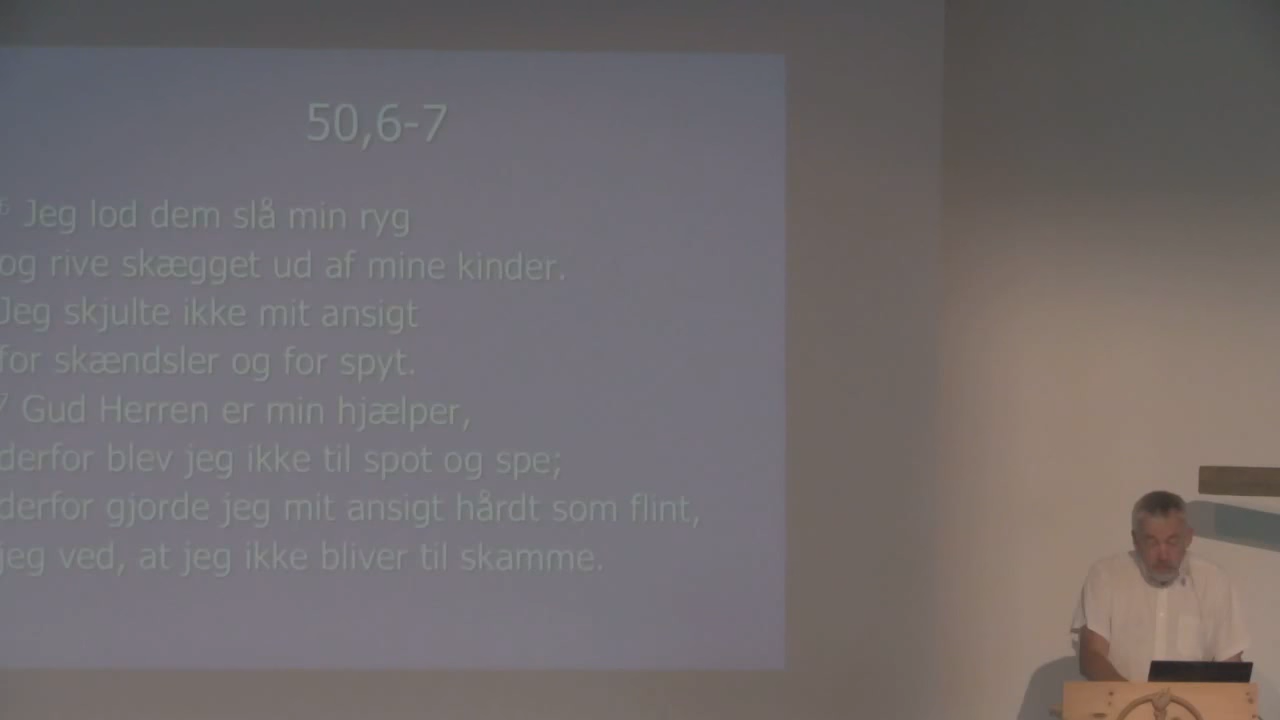 50,6-7
6 Jeg lod dem slå min ryg
og rive skægget ud af mine kinder.
Jeg skjulte ikke mit ansigt
for skændsler og for spyt.
7 Gud Herren er min hjælper,
derfor blev jeg ikke til spot og spe;
derfor gjorde jeg mit ansigt hårdt som flint,
jeg ved, at jeg ikke bliver til skamme.